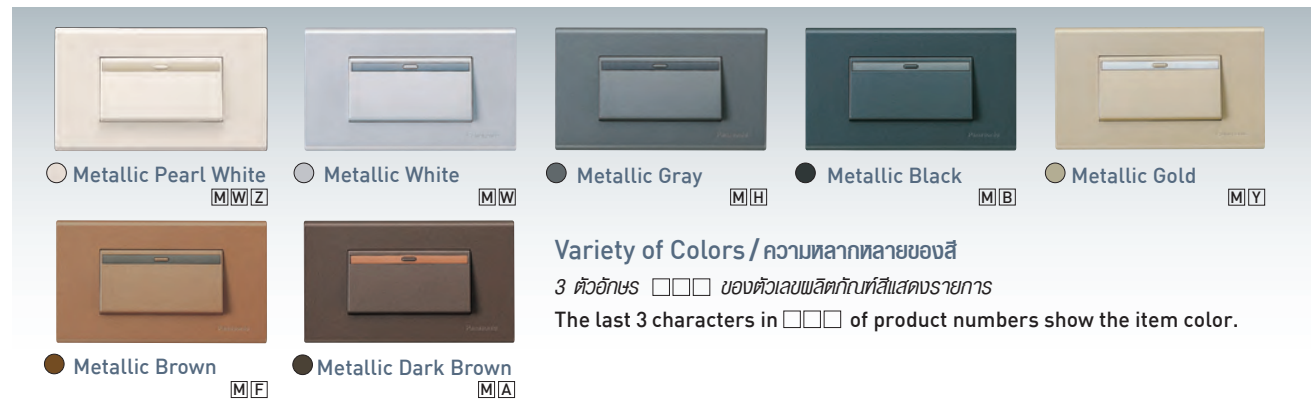 Metallic Pearl White
MWZ
Metallic White
MW
Metallic Gray
MH
Metallic Black
MB
Metallic Gold
MY
Metallic Brown
MF
Metallic Dark Brown
MA
Variety of Colors / ความหลากหลายของสี
3 ตัวอักษร □□□ ของตัวเลขผลิตภัณฑ์สีแสดงรายการ
The last 3 characters in □□□ of product numbers show the item color.